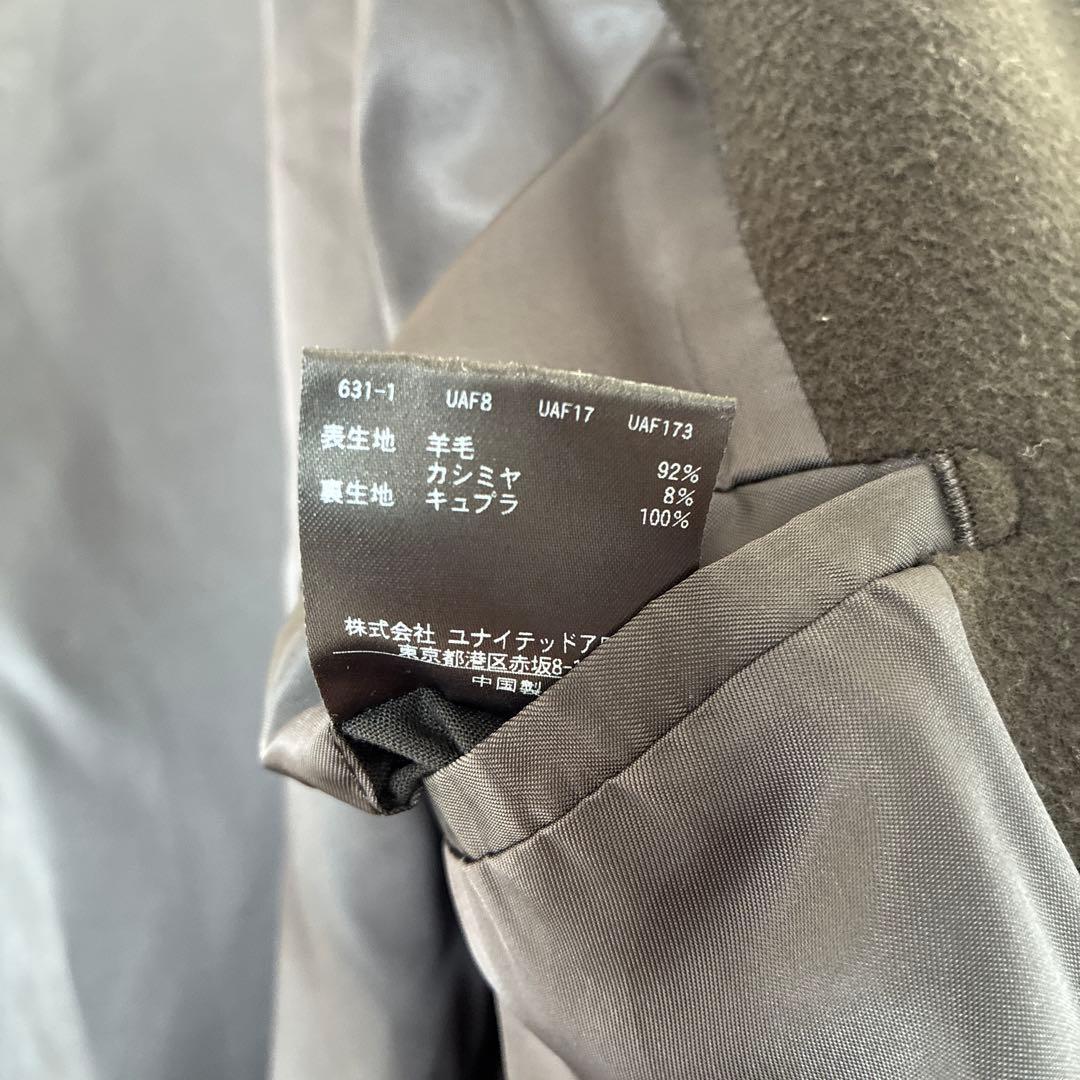 631-1 UAF8 UAF17 UAF173
表生地 羊毛 92%
カシミヤ 8%
裏生地 キュプラ 100%
株式会社 ユナイテッドア
東京都港区赤坂8-
中国製